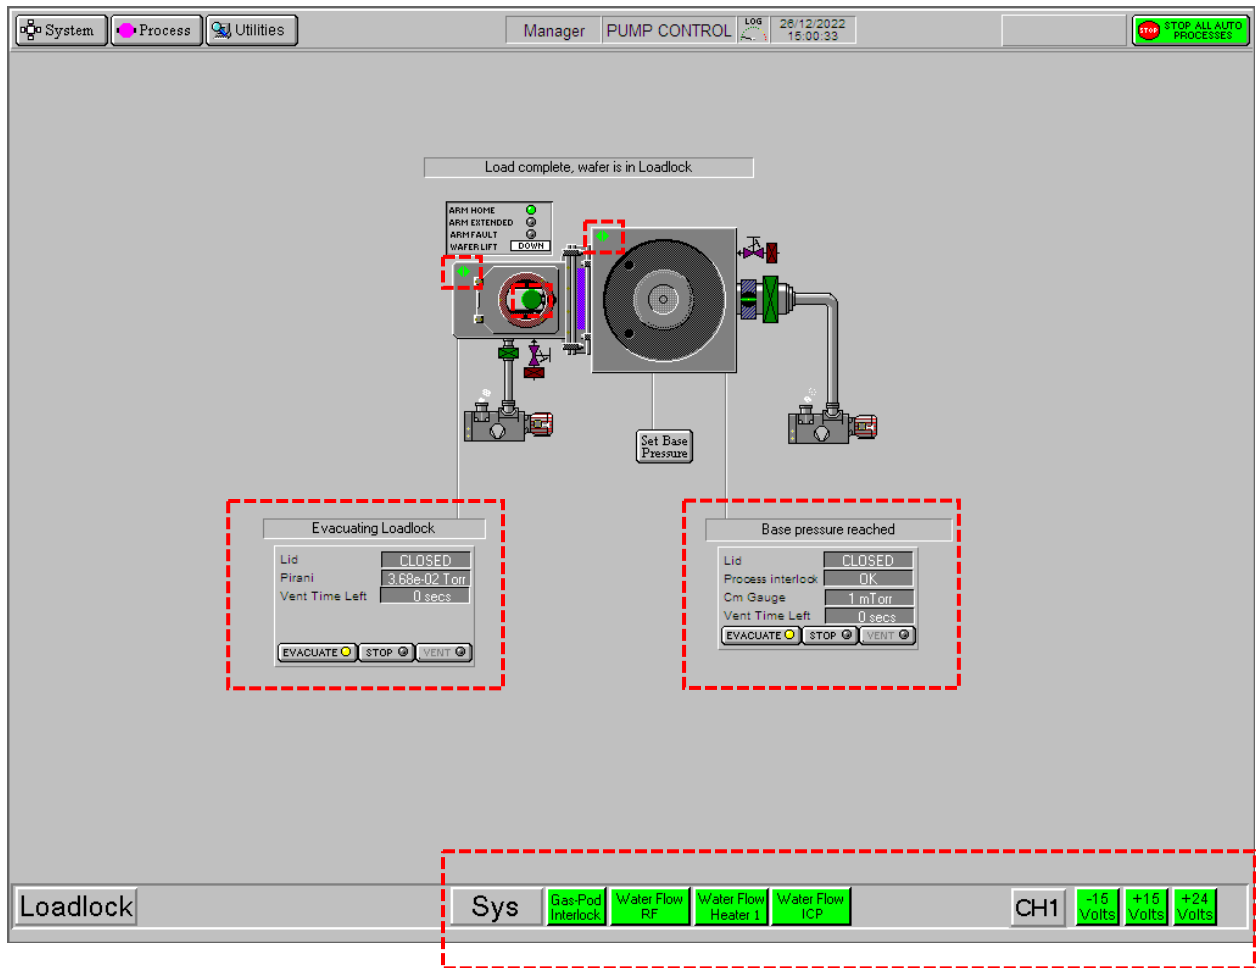 System
Process
Utilities
Manager
PUMP CONTROL
LOG
26/12/2022
15:00:33
STOP
STOP ALL AUTO
PROCESSES
Load complete, wafer is in Loadlock
ARM HOME
ARM EXTENDED
ARM FAULT
WAFER LIFT DOWN
Set Base
Pressure
Evacuating Loadlock
Lid CLOSED
Pirani 3.68e-02 Torr
Vent Time Left 0 secs
EVACUATE STOP VENT
Base pressure reached
Lid CLOSED
Process interlock OK
Cm Gauge 1 mTorr
Vent Time Left 0 secs
EVACUATE STOP VENT
Loadlock
Sys
Gas-Pod
Interlock
Water Flow
RF
Water Flow
Heater 1
Water Flow
ICP
CH1
-15
Volts
+15
Volts
+24
Volts